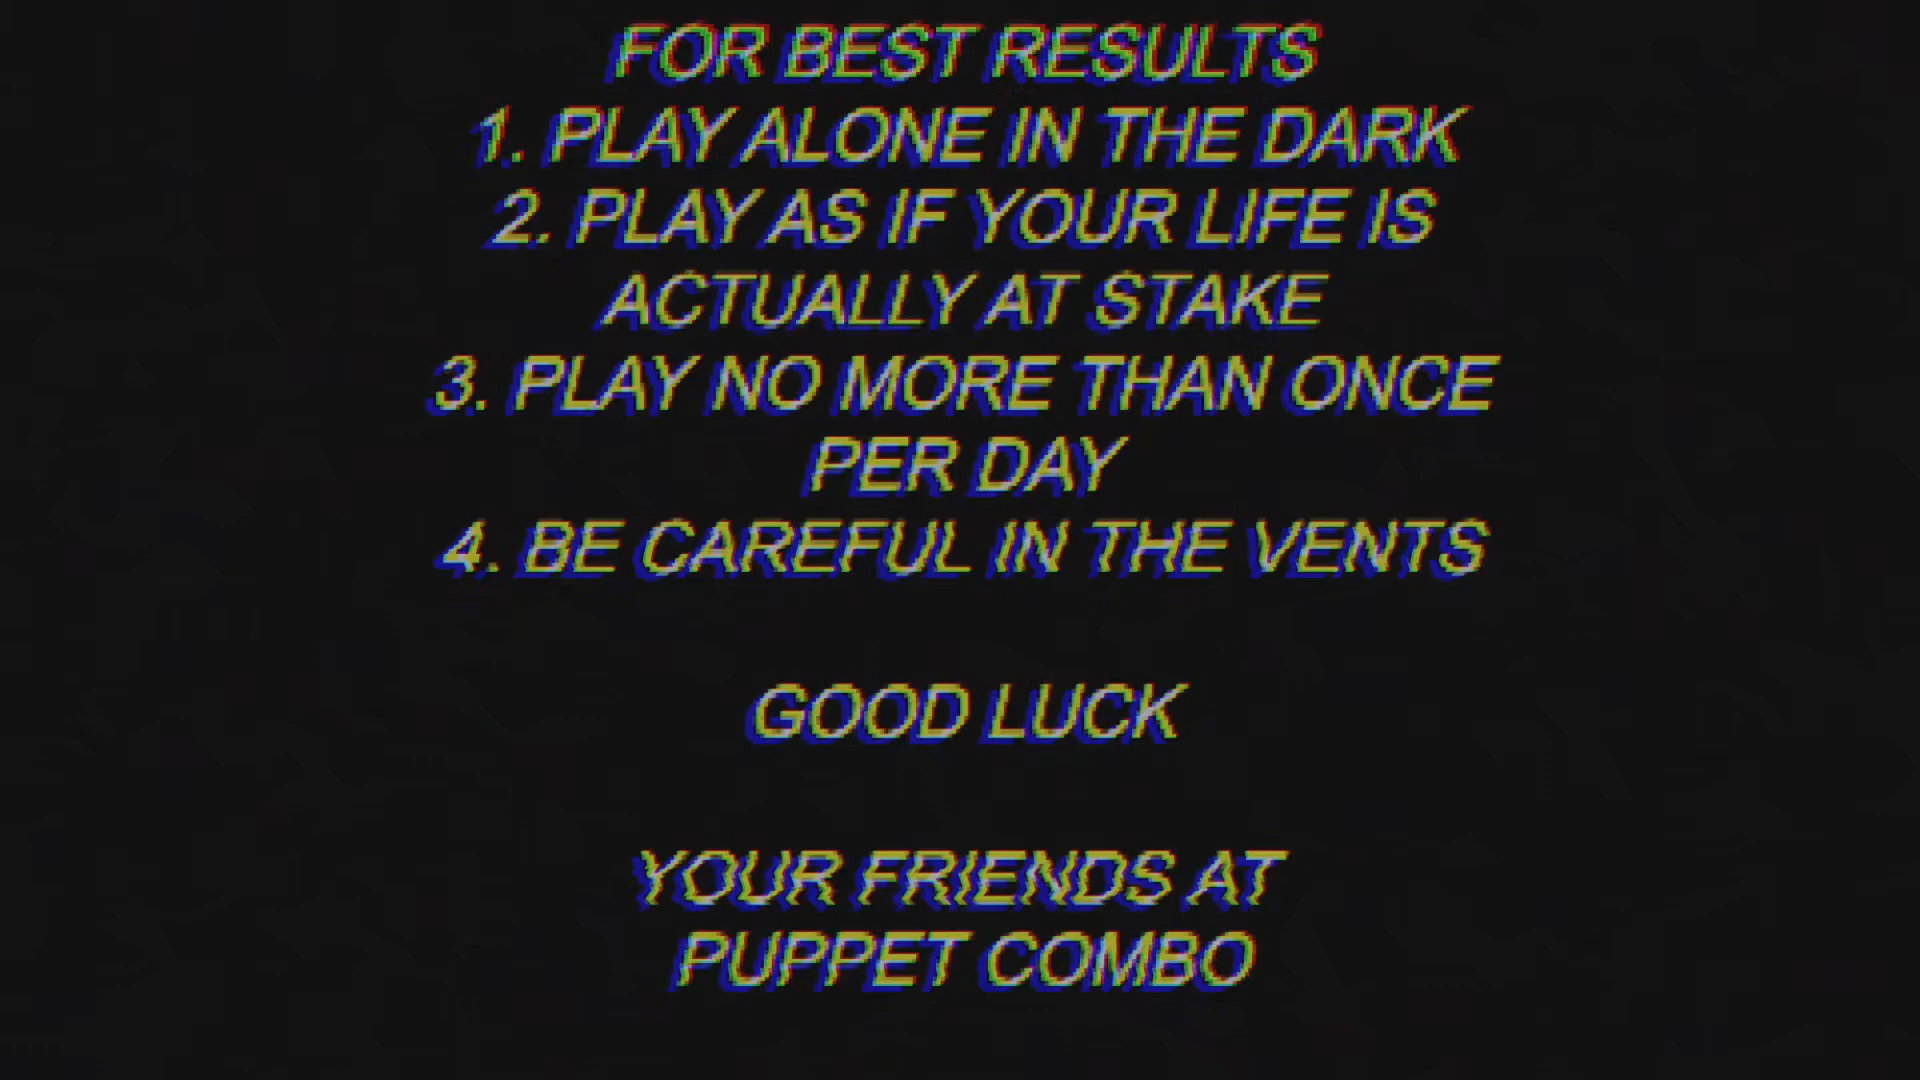 FOR BEST RESULTS
1. PLAY ALONE IN THE DARK
2. PLAY AS IF YOUR LIFE IS
ACTUALLY AT STAKE
3. PLAY NO MORE THAN ONCE
PER DAY
4. BE CAREFUL IN THE VENTS
GOOD LUCK
YOUR FRIENDS AT
PUPPET COMBO